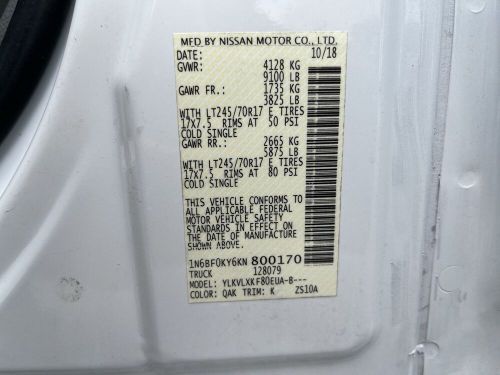 MFD BY NISSAN MOTOR CO., LTD.
DATE: 10/18
GVWR: 4128 KG
9100 LB
GAWR FR.: 1735 KG
3825 LB
WITH LT245/70R17 E TIRES
17X7.5 RIMS AT 50 PSI
COLD SINGLE
GAWR RR.: 2665 KG
5875 LB
WITH LT245/70R17 E TIRES
17X7.5 RIMS AT 80 PSI
COLD SINGLE
THIS VEHICLE CONFORMS TO
ALL APPLICABLE FEDERAL
MOTOR VEHICLE SAFETY
STANDARDS IN EFFECT ON
THE DATE OF MANUFACTURE
SHOWN ABOVE.
1N6BF0KY6KN 800170
TRUCK 128079
MODEL: YLKVLXKF80EUA-B---
COLOR: QAK TRIM: K ZS10A